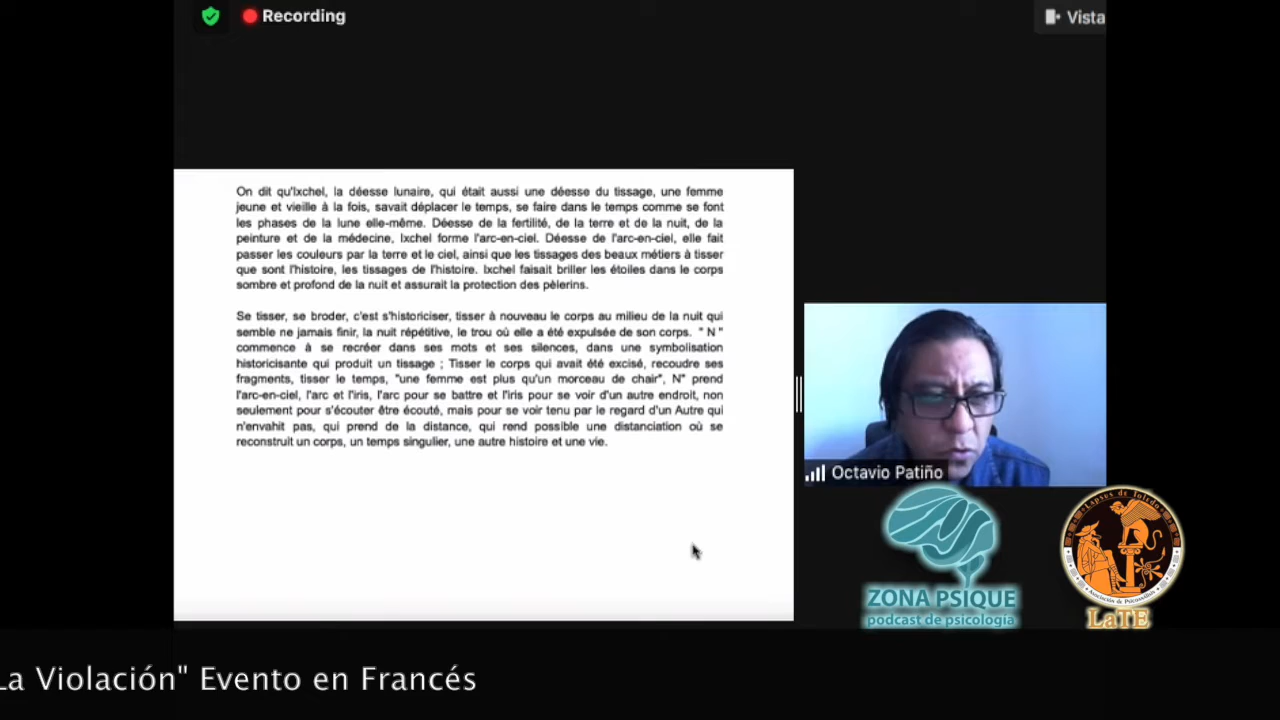 Recording
Vista
On dit qu'Ixchel, la déesse lunaire, qui était aussi une déesse du tissage, une femme
jeune et vieille à la fois, savait déplacer le temps, se faire dans le temps comme se font
les phases de la lune elle-même. Déesse de la fertilité, de la terre et de la nuit, de la
peinture et de la médecine, Ixchel forme l'arc-en-ciel. Déesse de l'arc-en-ciel, elle fait
passer les couleurs par la terre et le ciel, ainsi que les tissages des beaux métiers à tisser
que sont l'histoire, les tissages de l'histoire. Ixchel faisait briller les étoiles dans le corps
sombre et profond de la nuit et assurait la protection des pèlerins.
Se tisser, se broder, c'est s'historiciser, tisser à nouveau le corps au milieu de la nuit qui
semble ne jamais finir, la nuit répétitive, le trou où elle a été expulsée de son corps. " N "
commence à se recréer dans ses mots et ses silences, dans une symbolisation
historicisante qui produit un tissage ; Tisser le corps qui avait été excisé, recoudre ses
fragments, tisser le temps, "une femme est plus qu'un morceau de chair", N" prend
l'arc-en-ciel, l'arc et l'iris, l'arc pour se battre et l'iris pour se voir d'un autre endroit, non
seulement pour s'écouter être écouté, mais pour se voir tenu par le regard d'un Autre qui
n'envahit pas, qui prend de la distance, qui rend possible une distanciation où se
reconstruit un corps, un temps singulier, une autre histoire et une vie.
Octavio Patiño
ZONA PSIQUE
podcast de psicología
Lapsus de Toledo
Asociación de Psicoanálisis
LaTE
La Violación" Evento en Francés